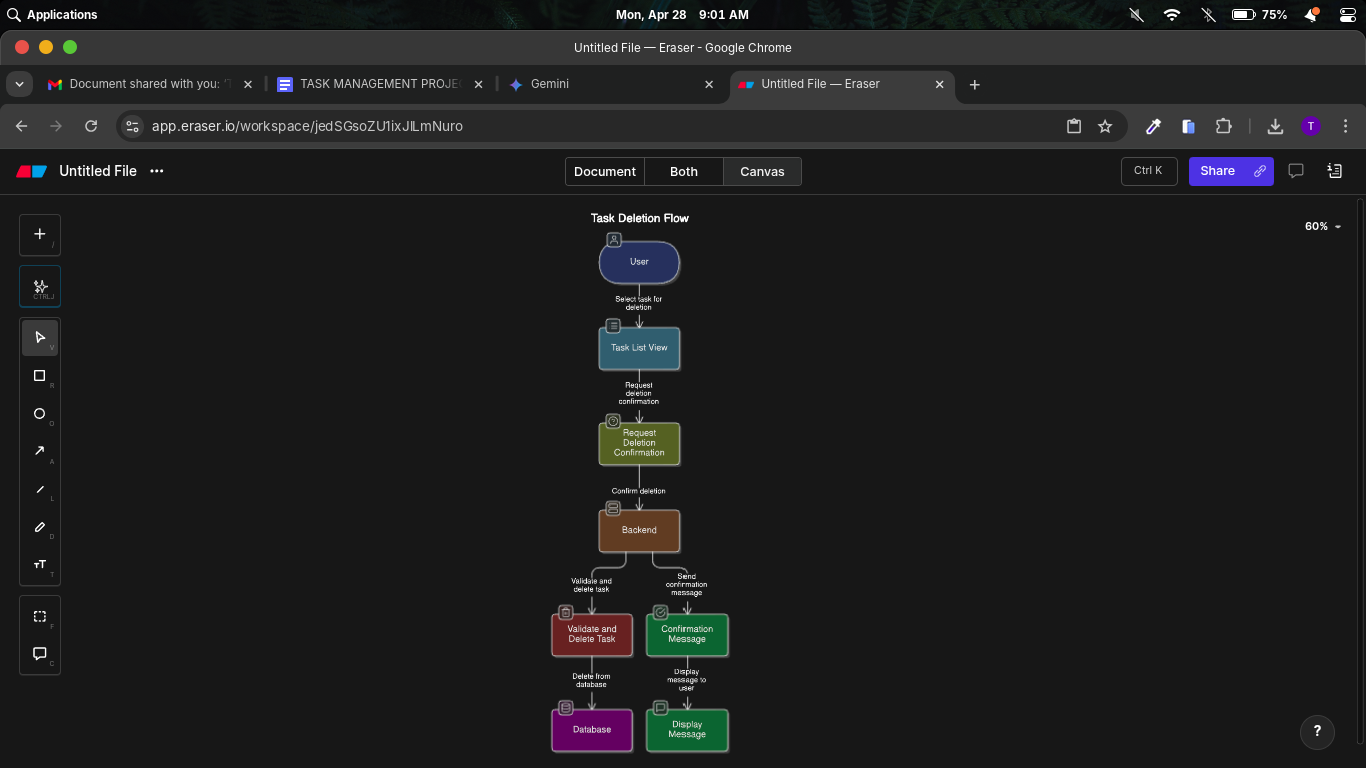 Applications
Mon, Apr 28 9:01 AM
75%
Untitled File — Eraser - Google Chrome
Document shared with you: "
TASK MANAGEMENT PROJE
Gemini
Untitled File — Eraser
app.eraser.io/workspace/jedSGsoZU1ixJlLmNuro
T
Untitled File
Document
Both
Canvas
Ctrl K
Share
60%
/
CTRL J
V
R
O
A
L
D
T
F
C
Task Deletion Flow
User
Select task for
deletion
Task List View
Request
deletion
confirmation
Request
Deletion
Confirmation
Confirm deletion
Backend
Validate and
delete task
Send
confirmation
message
Validate and
Delete Task
Confirmation
Message
Delete from
database
Display
message to
user
Database
Display
Message
?